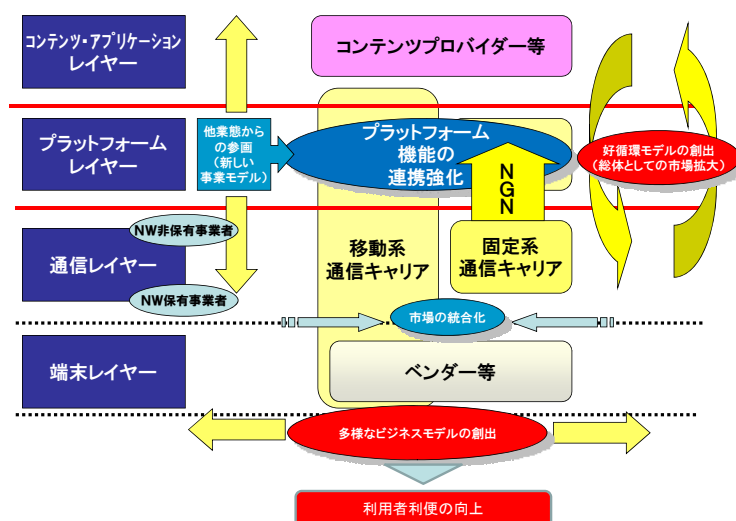 コンテンツ・アプリケーション
レイヤー
コンテンツプロバイダー等
プラットフォーム
レイヤー
他業態から
の参画
(新しい
事業モデル)
プラットフォーム
機能の
連携強化
NGN
好循環モデルの創出
(総体としての市場拡大)
NW非保有事業者
通信レイヤー
NW保有事業者
移動系
通信キャリア
固定系
通信キャリア
市場の統合化
端末レイヤー
ベンダー等
多様なビジネスモデルの創出
利用者利便の向上